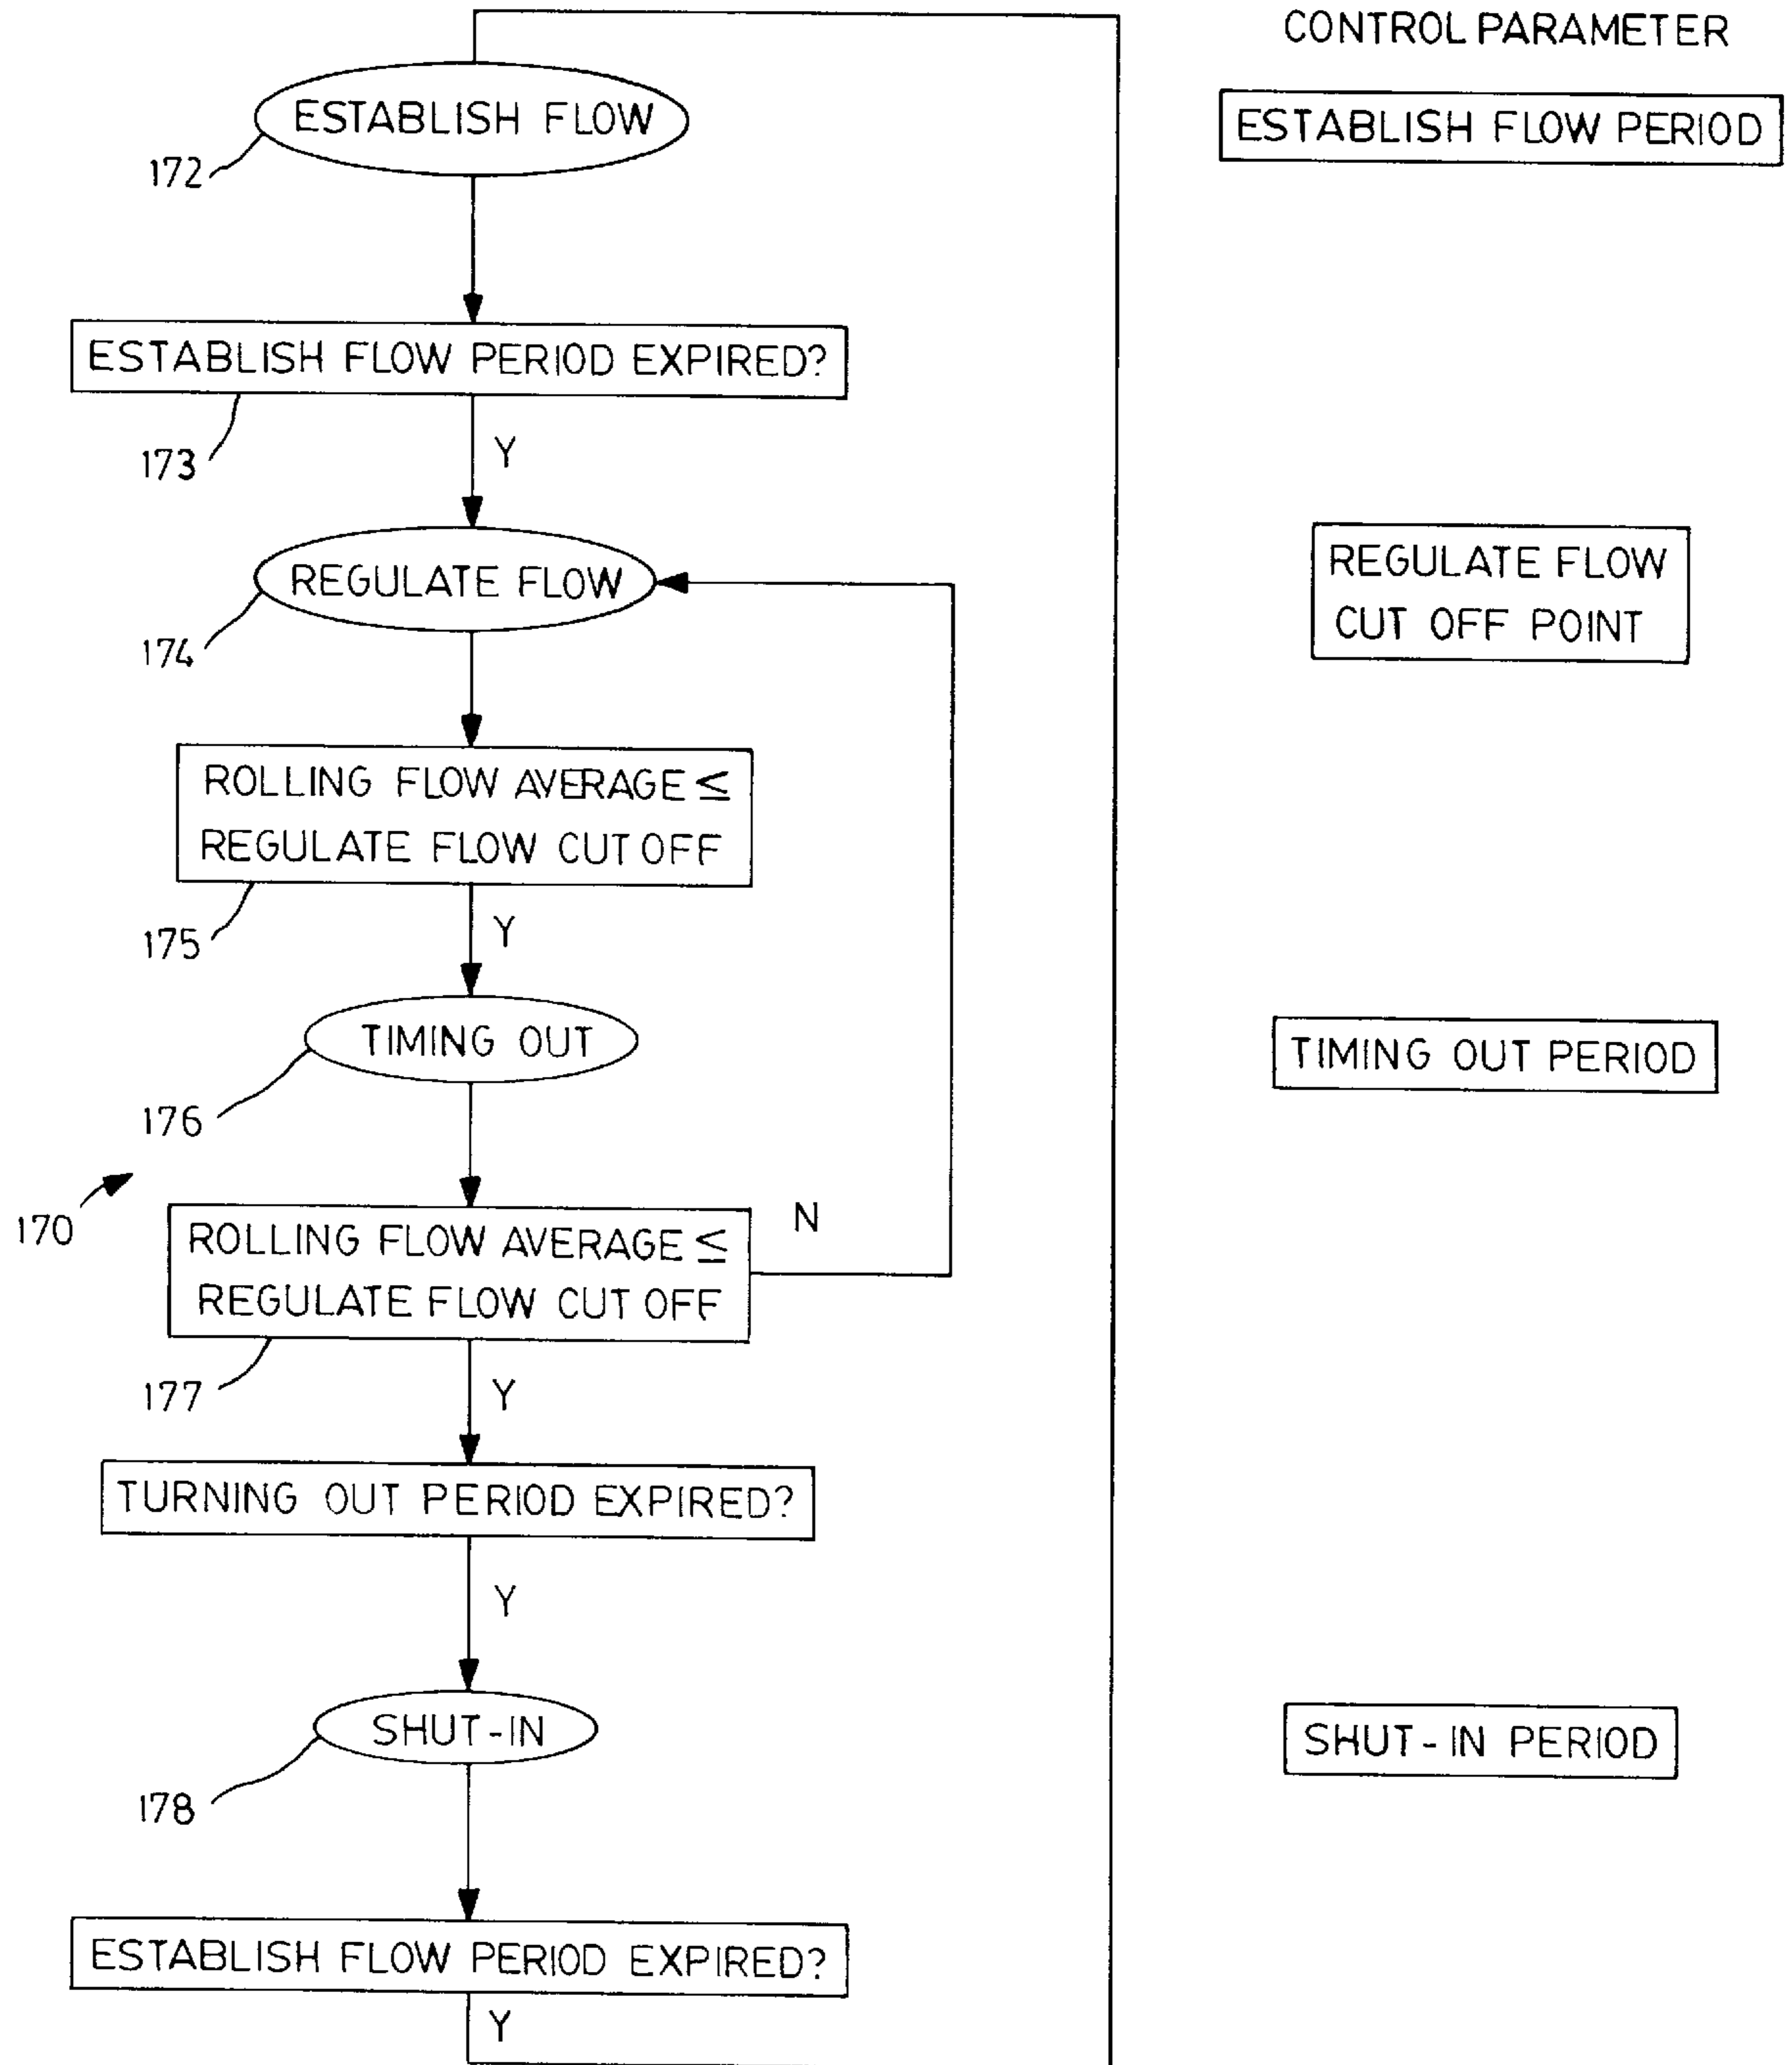 CONTROL PARAMETER
ESTABLISH FLOW
ESTABLISH FLOW PERIOD
172
ESTABLISH FLOW PERIOD EXPIRED?
173
Y
REGULATE FLOW
174
REGULATE FLOW
CUT OFF POINT
ROLLING FLOW AVERAGE ≤
REGULATE FLOW CUT OFF
175
Y
TIMING OUT
TIMING OUT PERIOD
176
170
ROLLING FLOW AVERAGE ≤
REGULATE FLOW CUT OFF
N
177
Y
TURNING OUT PERIOD EXPIRED?
Y
SHUT-IN
SHUT-IN PERIOD
178
ESTABLISH FLOW PERIOD EXPIRED?
Y